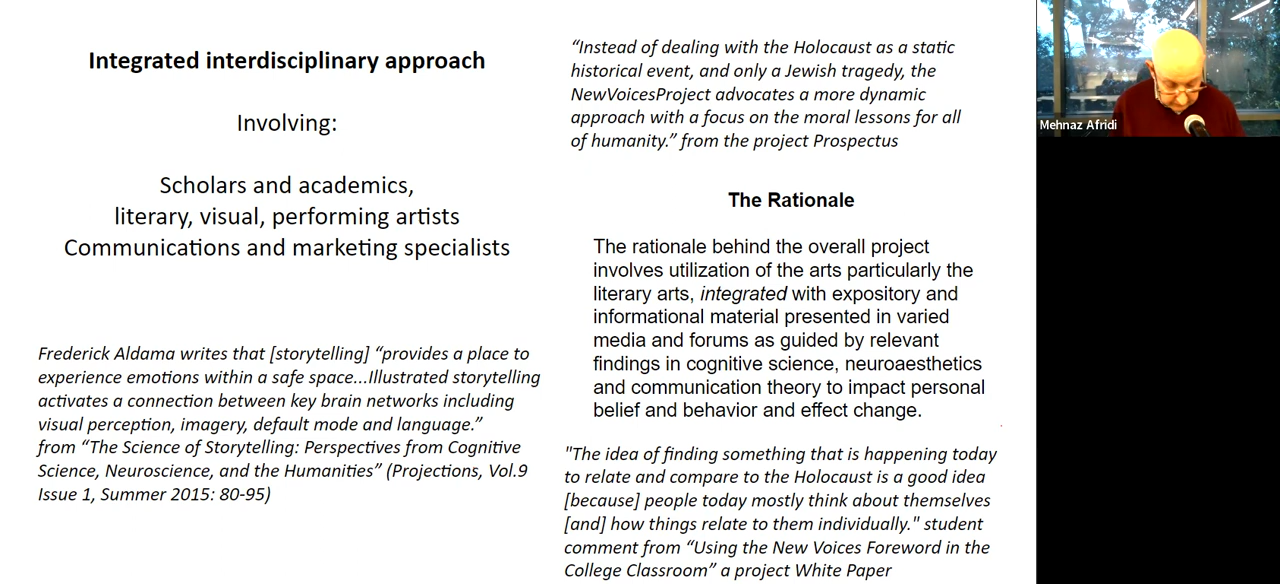 Integrated interdisciplinary approach
Involving:
Scholars and academics,
literary, visual, performing artists
Communications and marketing specialists
Frederick Aldama writes that [storytelling] “provides a place to
experience emotions within a safe space...Illustrated storytelling
activates a connection between key brain networks including
visual perception, imagery, default mode and language.”
from “The Science of Storytelling: Perspectives from Cognitive
Science, Neuroscience, and the Humanities” (Projections, Vol.9
Issue 1, Summer 2015: 80-95)
“Instead of dealing with the Holocaust as a static
historical event, and only a Jewish tragedy, the
NewVoicesProject advocates a more dynamic
approach with a focus on the moral lessons for all
of humanity.” from the project Prospectus
The Rationale
The rationale behind the overall project
involves utilization of the arts particularly the
literary arts, integrated with expository and
informational material presented in varied
media and forums as guided by relevant
findings in cognitive science, neuroaesthetics
and communication theory to impact personal
belief and behavior and effect change.
"The idea of finding something that is happening today
to relate and compare to the Holocaust is a good idea
[because] people today mostly think about themselves
[and] how things relate to them individually." student
comment from “Using the New Voices Foreword in the
College Classroom” a project White Paper
Mehnaz Afridi